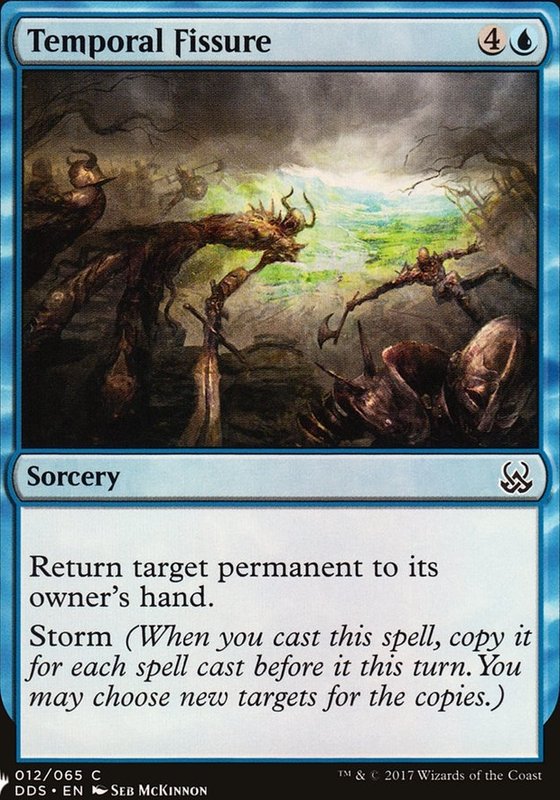 Temporal Fissure 4
Sorcery
Return target permanent to its
owner's hand.
Storm (When you cast this spell, copy it
for each spell cast before it this turn. You
may choose new targets for the copies.)
012/065 C
DDS • EN Seb McKinnon
™ & © 2017 Wizards of the Coast